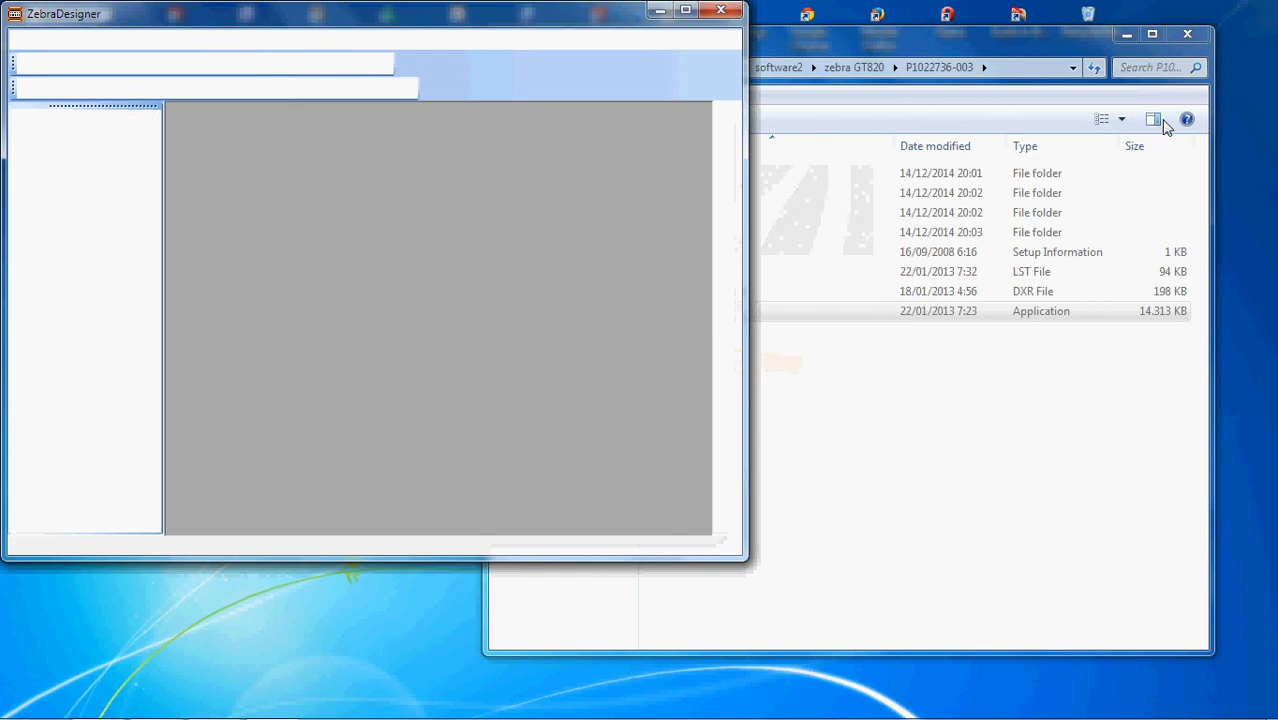 ZebraDesigner
software2 ▸ zebra GT820 ▸ P1022736-003 ▸
Search P10...
Date modified Type Size
14/12/2014 20:01 File folder
14/12/2014 20:02 File folder
14/12/2014 20:02 File folder
14/12/2014 20:03 File folder
16/09/2008 6:16 Setup Information 1 KB
22/01/2013 7:32 LST File 94 KB
18/01/2013 4:56 DXR File 198 KB
22/01/2013 7:23 Application 14.313 KB